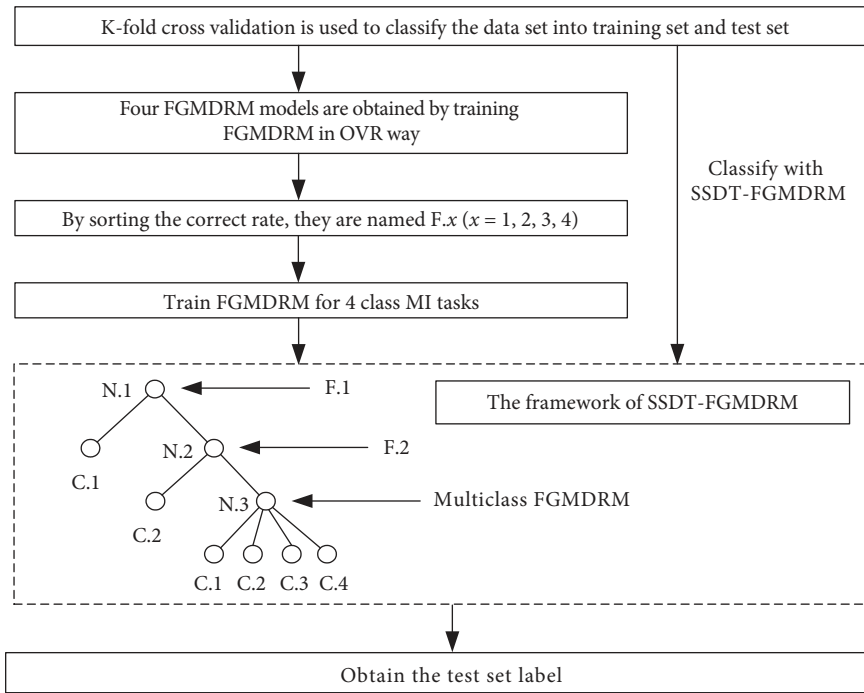 K-fold cross validation is used to classify the data set into training set and test set
Four FGMDRM models are obtained by training
FGMDRM in OVR way
Classify with
SSDT-FGMDRM
By sorting the correct rate, they are named F.x (x = 1, 2, 3, 4)
Train FGMDRM for 4 class MI tasks
N.1
F.1
The framework of SSDT-FGMDRM
C.1
N.2
F.2
C.2
N.3
Multiclass FGMDRM
C.1 C.2 C.3 C.4
Obtain the test set label